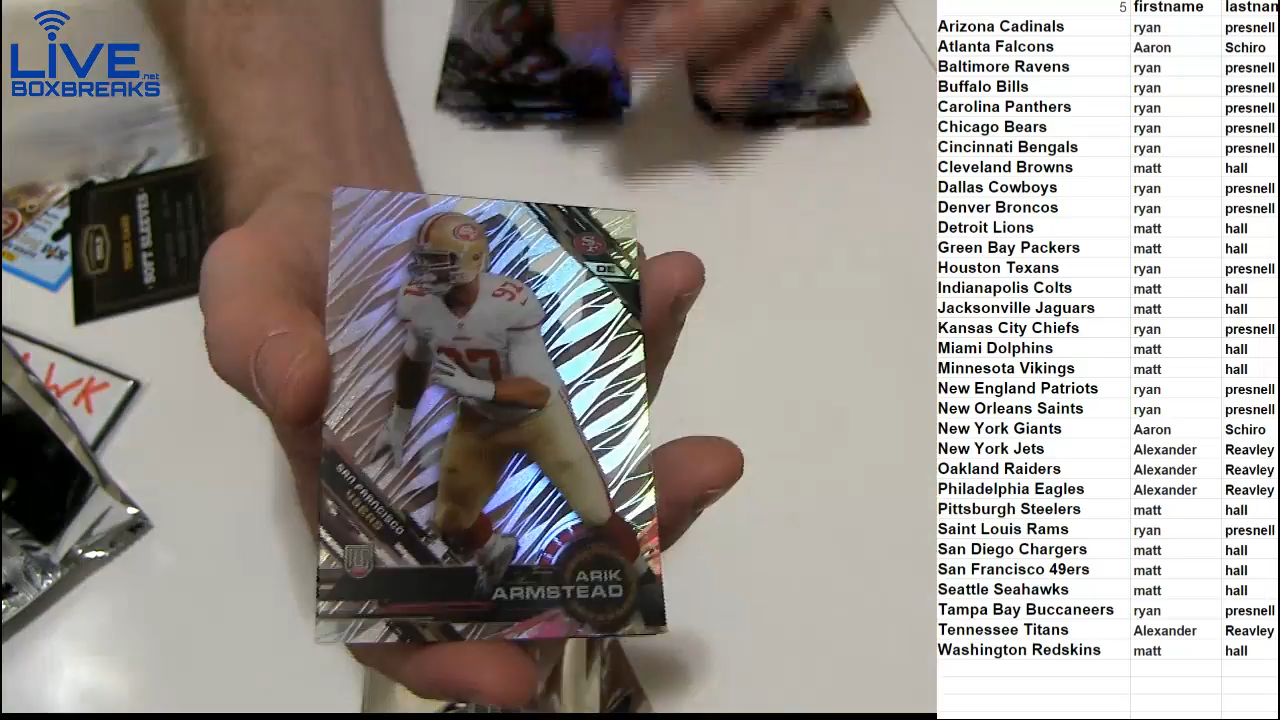 LIVE
.net
BOXBREAKS
THICK CARD
SOFT SLEEVES
WK
97
97
DE
SAN FRANCISCO
49ERS
ARIK
ARMSTEAD
5 firstname lastnan
Arizona Cadinals ryan presnell
Atlanta Falcons Aaron Schiro
Baltimore Ravens ryan presnell
Buffalo Bills ryan presnell
Carolina Panthers ryan presnell
Chicago Bears ryan presnell
Cincinnati Bengals ryan presnell
Cleveland Browns matt hall
Dallas Cowboys ryan presnell
Denver Broncos ryan presnell
Detroit Lions matt hall
Green Bay Packers matt hall
Houston Texans ryan presnell
Indianapolis Colts matt hall
Jacksonville Jaguars matt hall
Kansas City Chiefs ryan presnell
Miami Dolphins matt hall
Minnesota Vikings matt hall
New England Patriots ryan presnell
New Orleans Saints ryan presnell
New York Giants Aaron Schiro
New York Jets Alexander Reavley
Oakland Raiders Alexander Reavley
Philadelphia Eagles Alexander Reavley
Pittsburgh Steelers matt hall
Saint Louis Rams ryan presnell
San Diego Chargers matt hall
San Francisco 49ers matt hall
Seattle Seahawks matt hall
Tampa Bay Buccaneers ryan presnell
Tennessee Titans Alexander Reavley
Washington Redskins matt hall